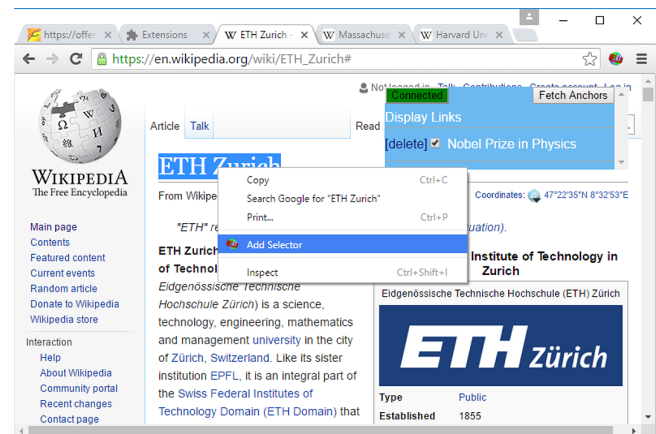 https://offer
Extensions
ETH Zurich -
Massachuse
Harvard Uni
https://en.wikipedia.org/wiki/ETH_Zurich#
Not logged in Talk Contributions Create account Log in
Connected
Fetch Anchors
Display Links
[delete] Nobel Prize in Physics
Article Talk
Read
WIKIPEDIA
The Free Encyclopedia
ETH Zurich
From Wikipe
Coordinates: 47°22′35″N 8°32′53″E
Copy Ctrl+C
Search Google for “ETH Zurich”
Print... Ctrl+P
Add Selector
Inspect Ctrl+Shift+I
Main page
Contents
Featured content
Current events
Random article
Donate to Wikipedia
Wikipedia store
Interaction
Help
About Wikipedia
Community portal
Recent changes
Contact page
"ETH" re
uation).
ETH Zurich
of Technol
Eidgenössische Technische
Hochschule Zürich) is a science,
technology, engineering, mathematics
and management university in the city
of Zürich, Switzerland. Like its sister
institution EPFL, it is an integral part of
the Swiss Federal Institutes of
Technology Domain (ETH Domain) that
Institute of Technology in
Zurich
Eidgenössische Technische Hochschule (ETH) Zürich
ETH Zürich
Type Public
Established 1855